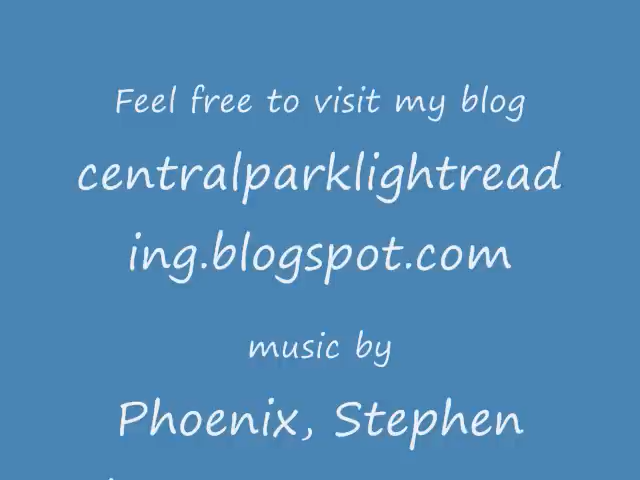 Feel free to visit my blog
centralparklightread
ing.blogspot.com
music by
Phoenix, Stephen